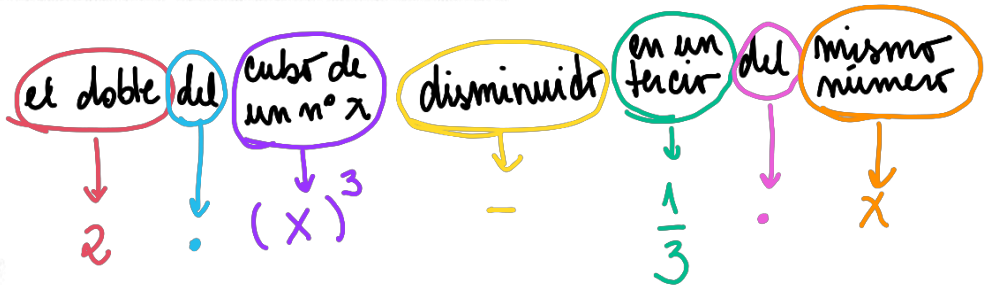 el doble del cubo de un nº x disminuido en un tercio del mismo número
2 · (x)³ - 1/3 · x